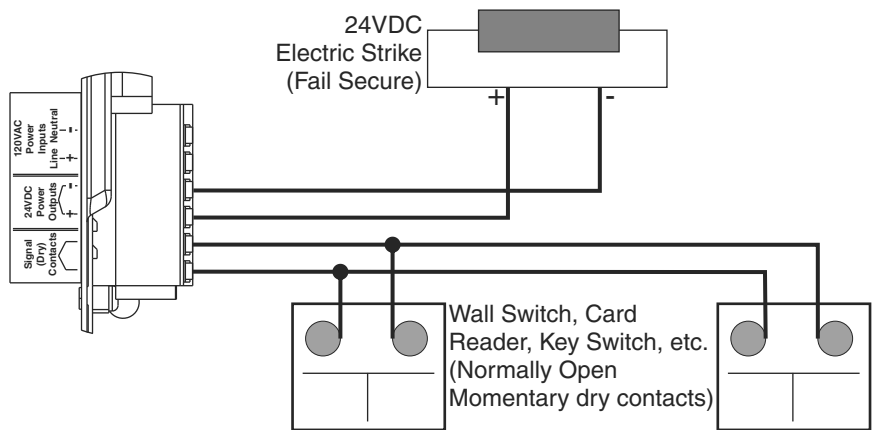 24VDC
Electric Strike
(Fail Secure)
+ -
120VAC
Power
Inputs
Line Neutral
+ -
24VDC
Power
Outputs
+ -
Signal
(Dry)
Contacts
Wall Switch, Card
Reader, Key Switch, etc.
(Normally Open
Momentary dry contacts)